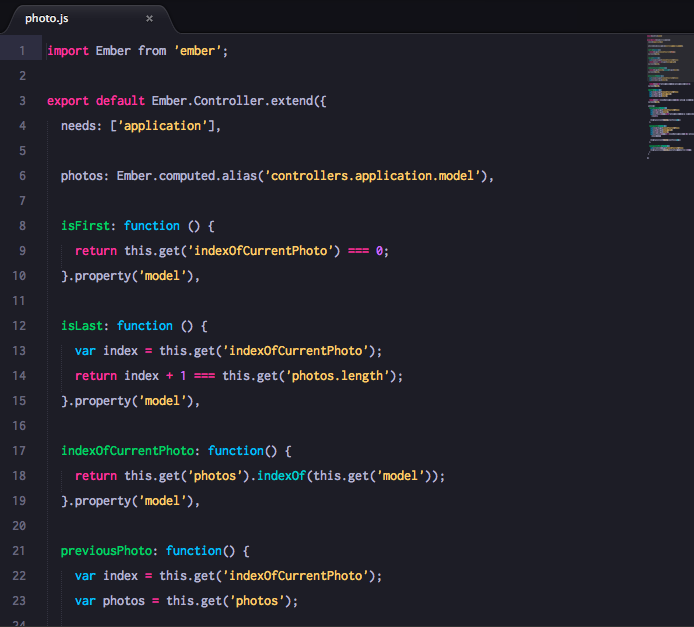 photo.js ×
1 import Ember from 'ember';
2
3 export default Ember.Controller.extend({
4 needs: ['application'],
5
6 photos: Ember.computed.alias('controllers.application.model'),
7
8 isFirst: function () {
9 return this.get('indexOfCurrentPhoto') === 0;
10 }.property('model'),
11
12 isLast: function () {
13 var index = this.get('indexOfCurrentPhoto');
14 return index + 1 === this.get('photos.length');
15 }.property('model'),
16
17 indexOfCurrentPhoto: function() {
18 return this.get('photos').indexOf(this.get('model'));
19 }.property('model'),
20
21 previousPhoto: function() {
22 var index = this.get('indexOfCurrentPhoto');
23 var photos = this.get('photos');
24